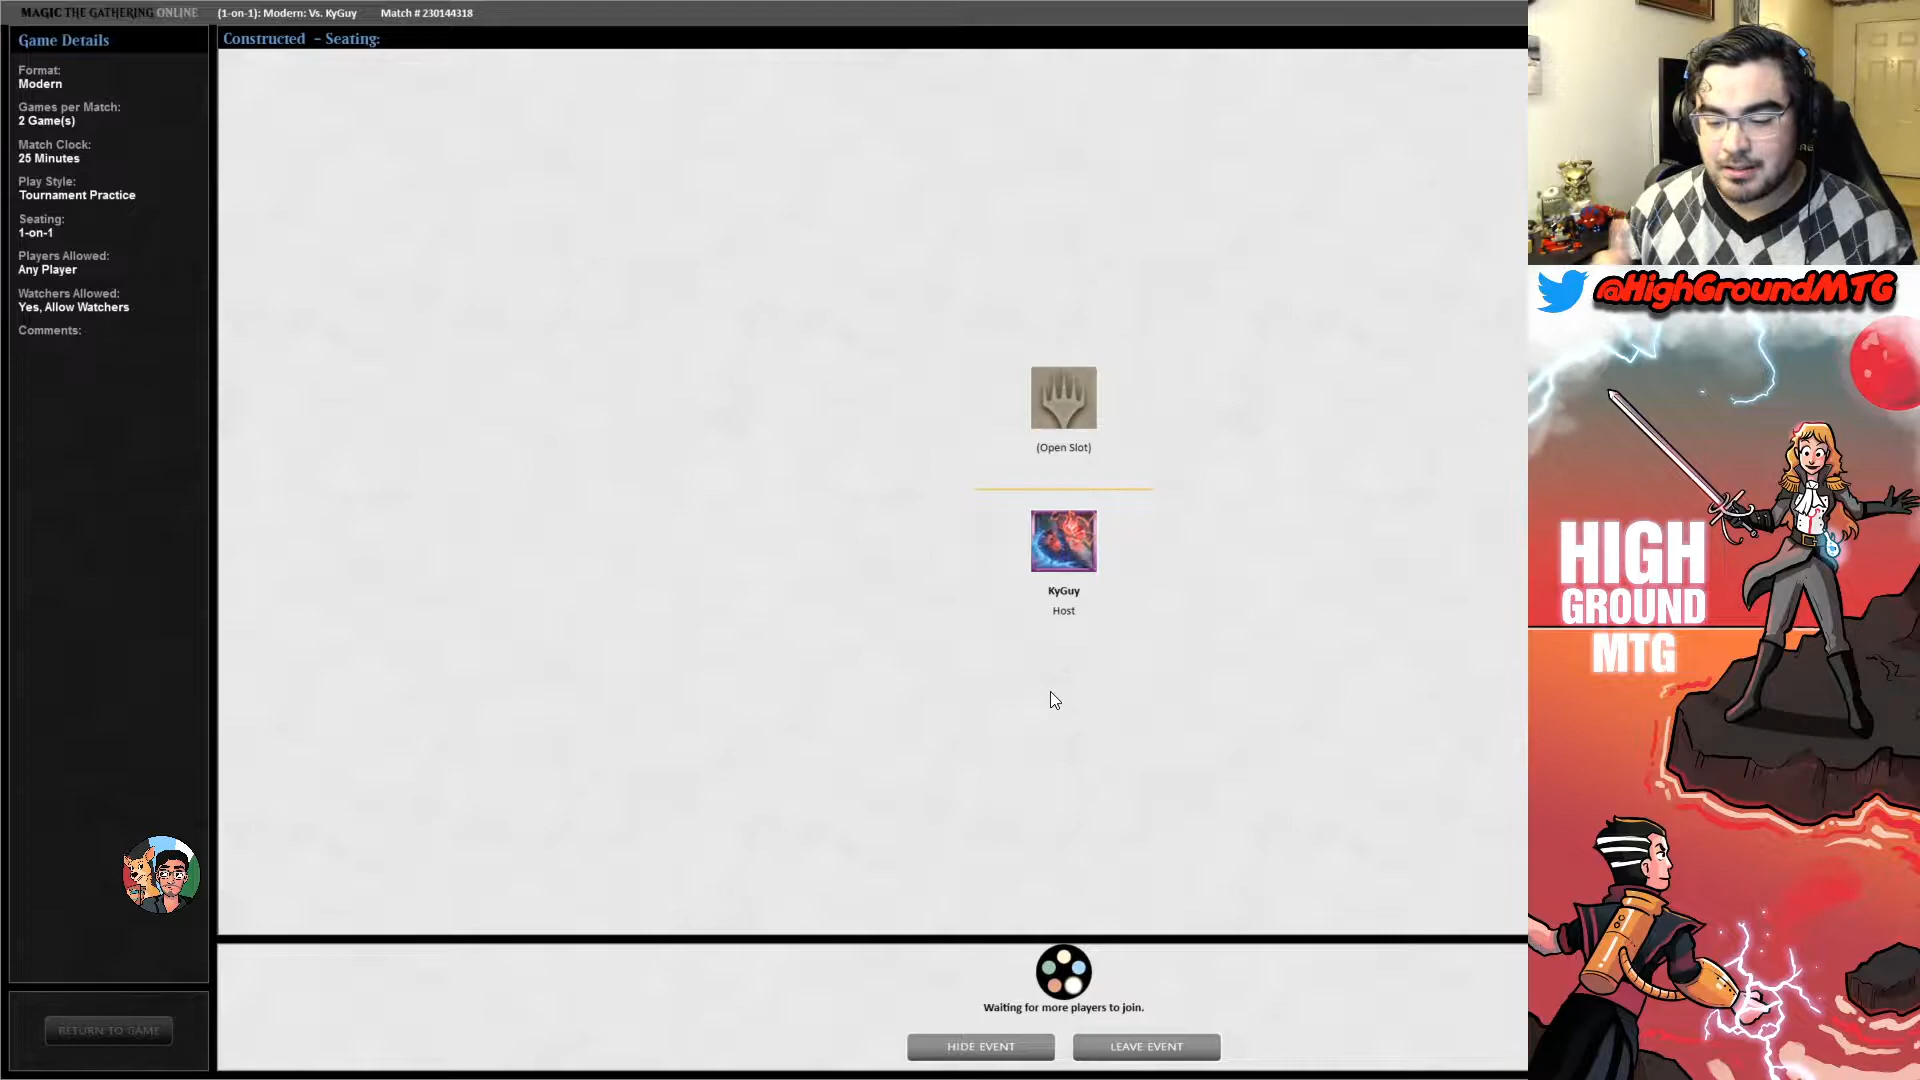 MAGIC THE GATHERING ONLINE
(1-on-1): Modern: Vs. KyGuy
Match # 230144318
Game Details
Constructed - Seating:
Format:
Modern
Games per Match:
2 Game(s)
Match Clock:
25 Minutes
Play Style:
Tournament Practice
Seating:
1-on-1
Players Allowed:
Any Player
Watchers Allowed:
Yes, Allow Watchers
Comments:
(Open Slot)
KyGuy
Host
Waiting for more players to join.
RETURN TO GAME
HIDE EVENT
LEAVE EVENT
@HighGroundMTG
HIGH
GROUND
MTG